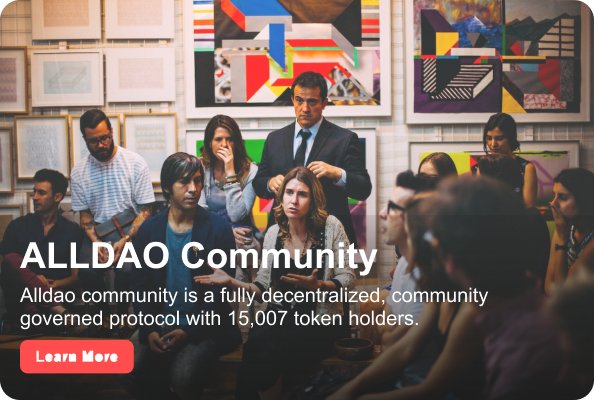 ALLDAO Community
Alldao community is a fully decentralized, community
governed protocol with 15,007 token holders.
Learn More